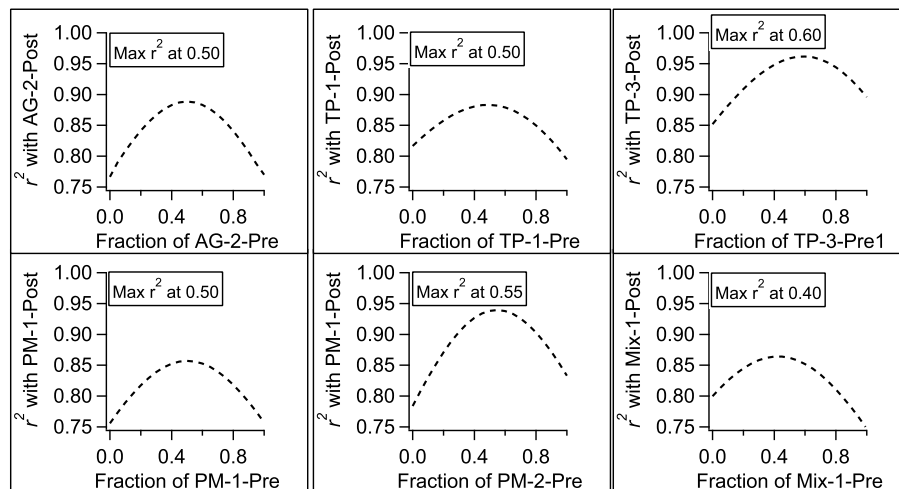 1.00
0.95
0.90
0.85
0.80
0.75
r² with AG-2-Post
Max r² at 0.50
0.0 0.4 0.8
Fraction of AG-2-Pre
1.00
0.95
0.90
0.85
0.80
0.75
r² with TP-1-Post
Max r² at 0.50
0.0 0.4 0.8
Fraction of TP-1-Pre
1.00
0.95
0.90
0.85
0.80
0.75
r² with TP-3-Post
Max r² at 0.60
0.0 0.4 0.8
Fraction of TP-3-Pre1
1.00
0.95
0.90
0.85
0.80
0.75
r² with PM-1-Post
Max r² at 0.50
0.0 0.4 0.8
Fraction of PM-1-Pre
1.00
0.95
0.90
0.85
0.80
0.75
r² with PM-1-Post
Max r² at 0.55
0.0 0.4 0.8
Fraction of PM-2-Pre
1.00
0.95
0.90
0.85
0.80
0.75
r² with Mix-1-Post
Max r² at 0.40
0.0 0.4 0.8
Fraction of Mix-1-Pre